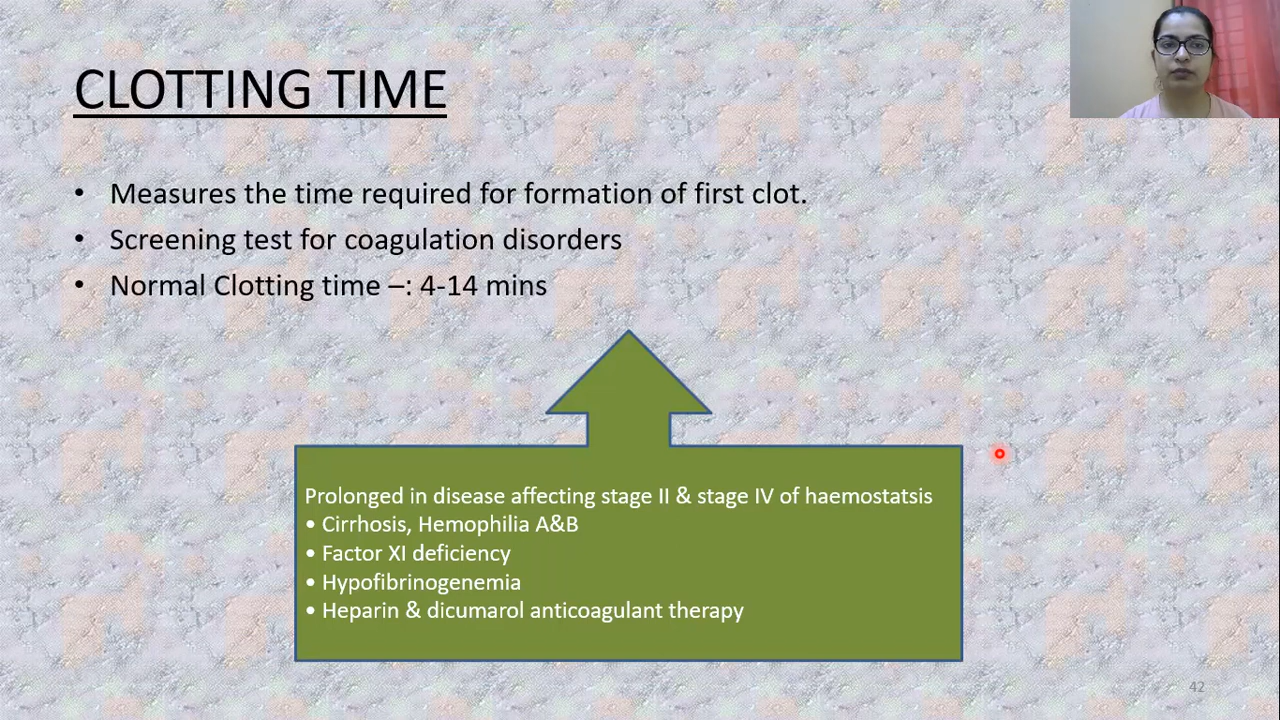 CLOTTING TIME
• Measures the time required for formation of first clot.
• Screening test for coagulation disorders
• Normal Clotting time –: 4-14 mins
Prolonged in disease affecting stage II & stage IV of haemostatsis
• Cirrhosis, Hemophilia A&B
• Factor XI deficiency
• Hypofibrinogenemia
• Heparin & dicumarol anticoagulant therapy
42